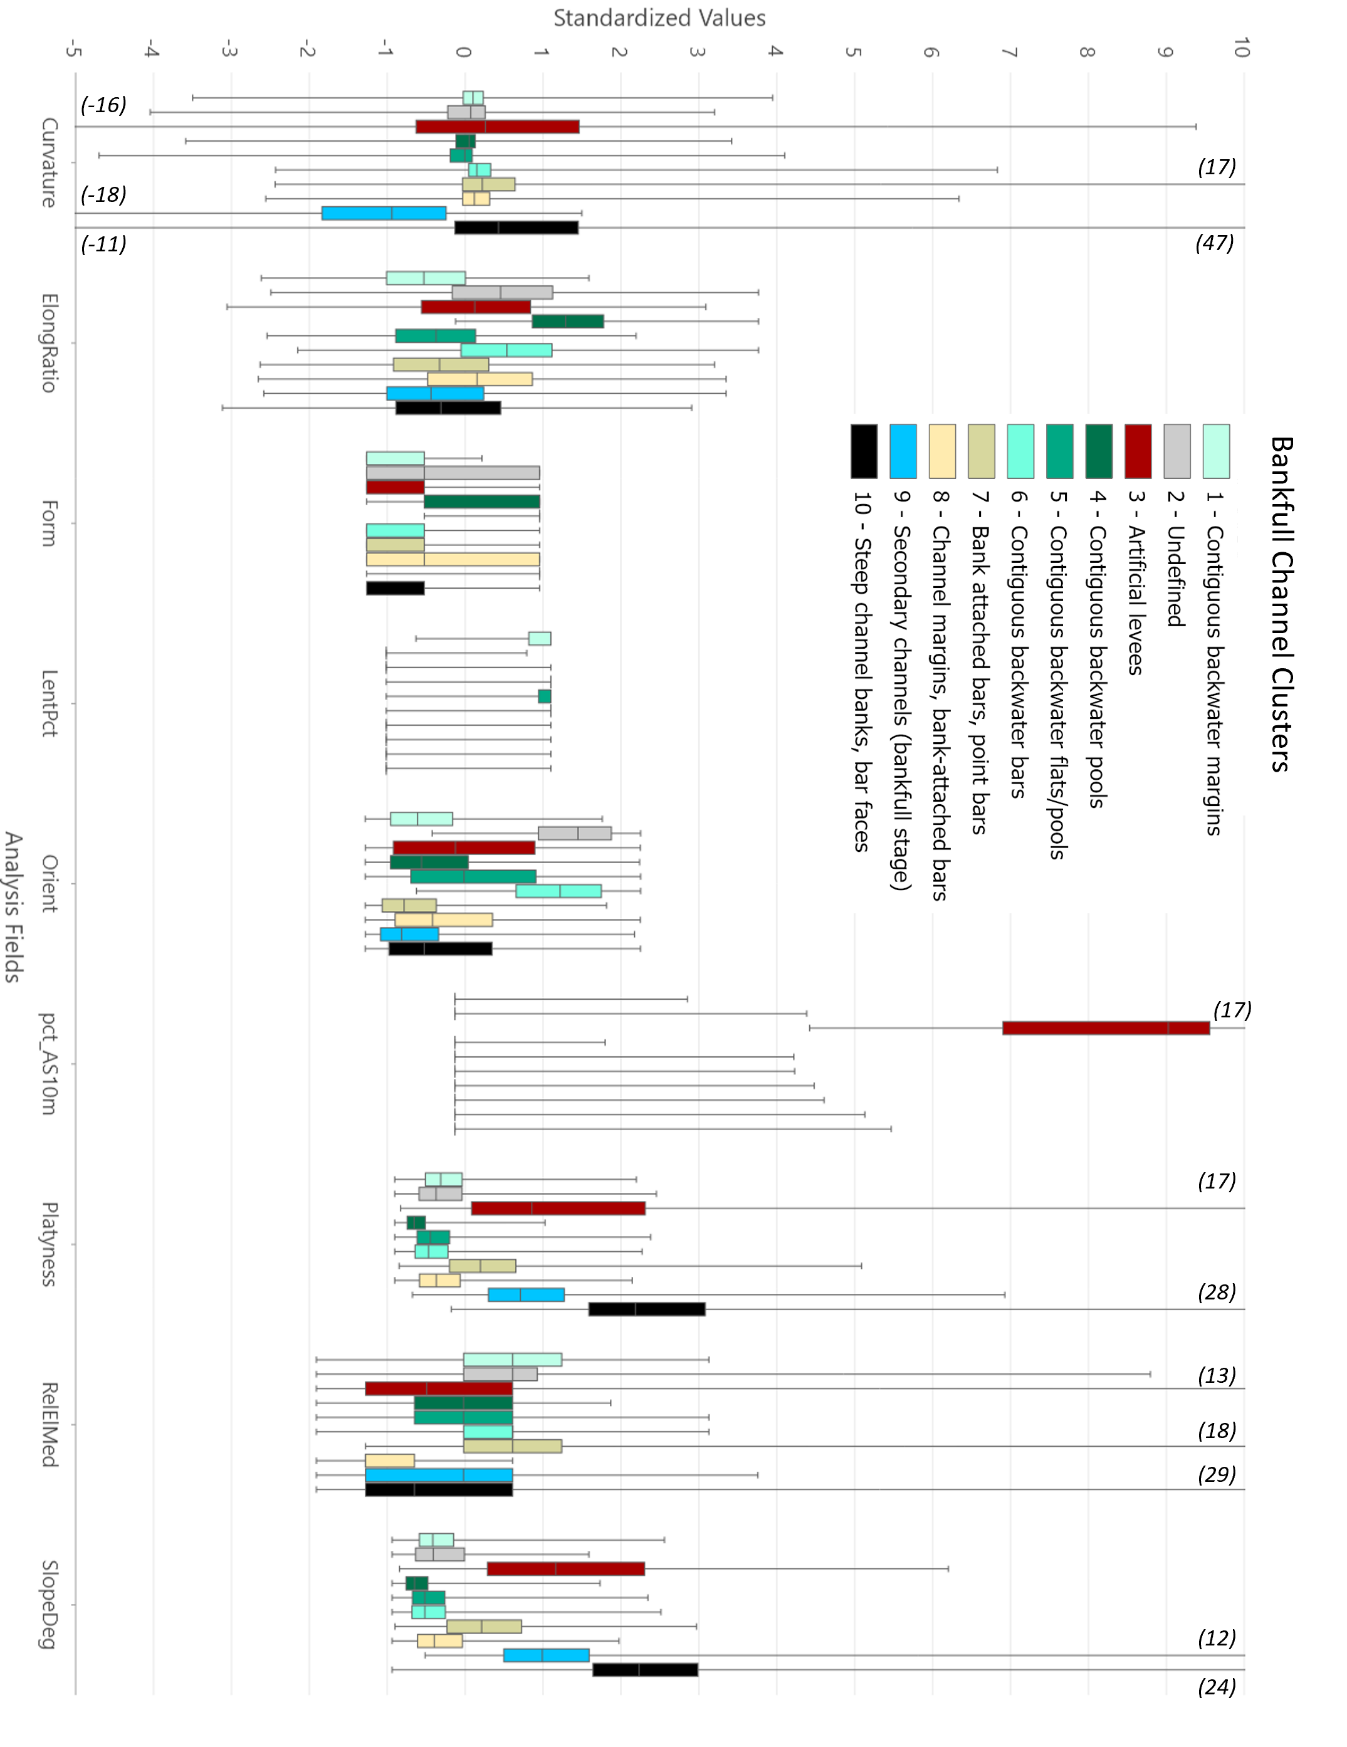 Bankfull Channel Clusters
1 - Contiguous backwater margins
2 - Undefined
3 - Artificial levees
4 - Contiguous backwater pools
5 - Contiguous backwater flats/pools
6 - Contiguous backwater bars
7 - Bank attached bars, point bars
8 - Channel margins, bank-attached bars
9 - Secondary channels (bankfull stage)
10 - Steep channel banks, bar faces
Standardized Values
10
9
8
7
6
5
4
3
2
1
0
-1
-2
-3
-4
-5
(17)
(47)
(17)
(17)
(28)
(13)
(18)
(29)
(12)
(24)
(-16)
(-18)
(-11)
Curvature
ElongRatio
Form
LentPct
Orient
pct_AS10m
Platyness
RelElMed
SlopeDeg
Analysis Fields